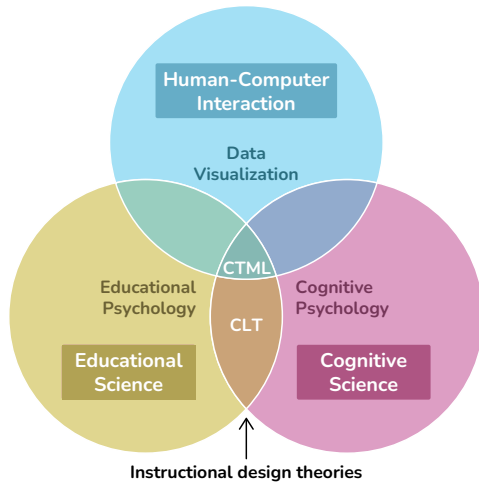 Human-Computer
Interaction
Data
Visualization
CTML
Educational
Psychology
Cognitive
Psychology
CLT
Educational
Science
Cognitive
Science
Instructional design theories